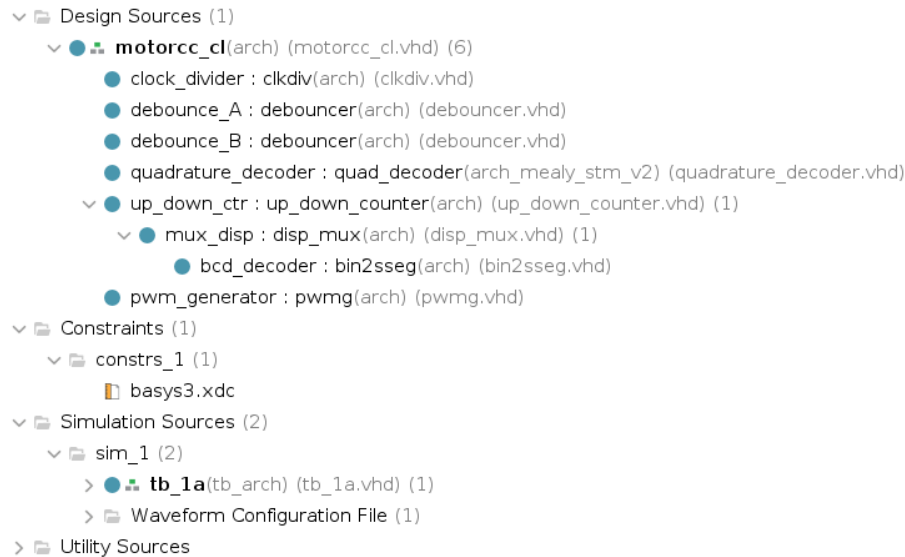 Design Sources (1)
motorcc_cl(arch) (motorcc_cl.vhd) (6)
clock_divider : clkdiv(arch) (clkdiv.vhd)
debounce_A : debouncer(arch) (debouncer.vhd)
debounce_B : debouncer(arch) (debouncer.vhd)
quadrature_decoder : quad_decoder(arch_mealy_stm_v2) (quadrature_decoder.vhd)
up_down_ctr : up_down_counter(arch) (up_down_counter.vhd) (1)
mux_disp : disp_mux(arch) (disp_mux.vhd) (1)
bcd_decoder : bin2sseg(arch) (bin2sseg.vhd)
pwm_generator : pwmg(arch) (pwmg.vhd)
Constraints (1)
constrs_1 (1)
basys3.xdc
Simulation Sources (2)
sim_1 (2)
tb_1a(tb_arch) (tb_1a.vhd) (1)
Waveform Configuration File (1)
Utility Sources